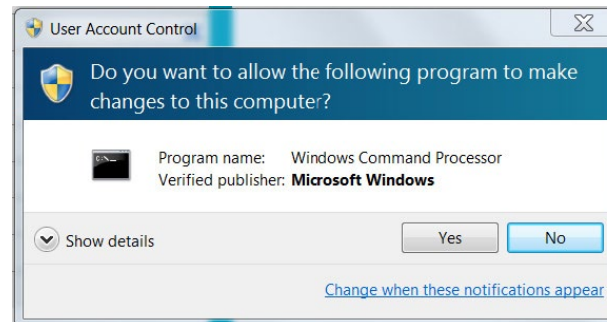 User Account Control
Do you want to allow the following program to make
changes to this computer?
C:\_
Program name: Windows Command Processor
Verified publisher: Microsoft Windows
Show details
Yes
No
Change when these notifications appear